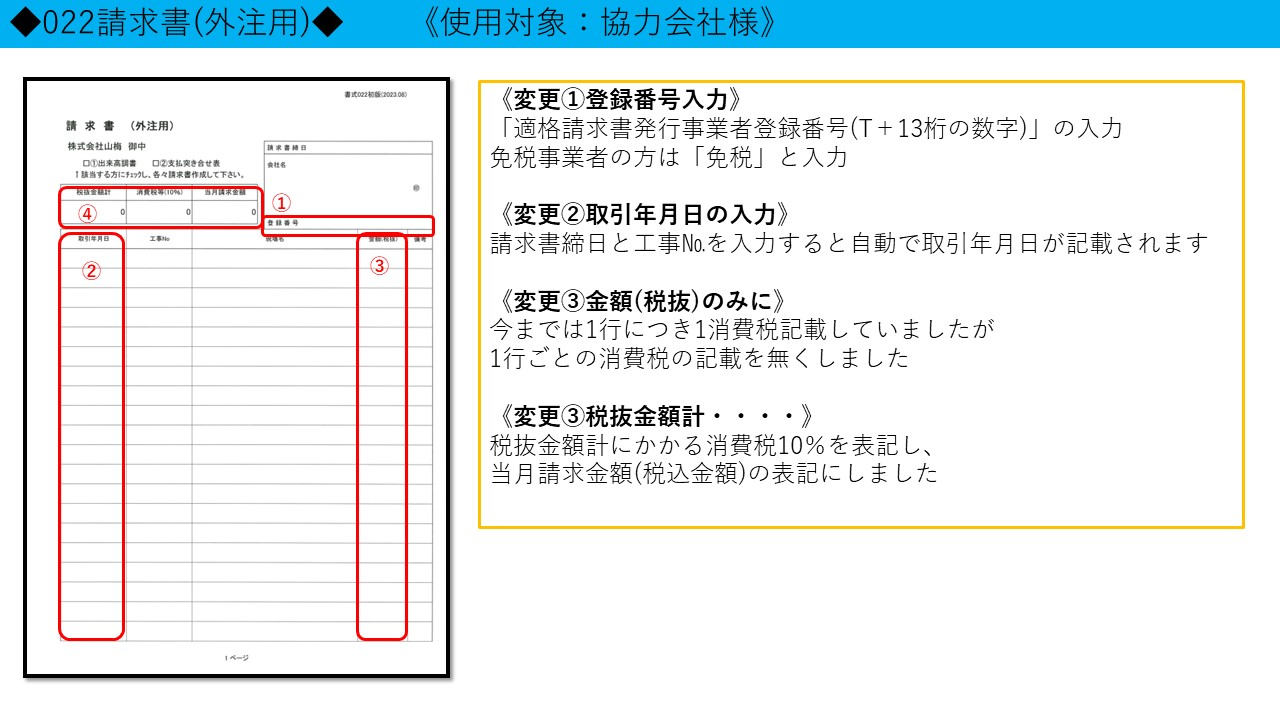 ◆022請求書(外注用)◆　　《使用対象：協力会社様》
書式022初版(2023.08)
請 求 書 （外注用）
株式会社山梅 御中
□①出来高調書　□②支払突き合せ表
↑該当する方にﾁｪｯｸし、各々請求書作成して下さい。
請 求 書 締 日
会社名
㊞
①
登 録 番 号
税抜金額計　消費税等(10%)　当月請求金額
④
0　0　0
取引年月日　工事No　現場名　金額(税抜)　備考
②
③
1 ページ
《変更①登録番号入力》
「適格請求書発行事業者登録番号(T＋13桁の数字)」の入力
免税事業者の方は「免税」と入力
《変更②取引年月日の入力》
請求書締日と工事№を入力すると自動で取引年月日が記載されます
《変更③金額(税抜)のみに》
今までは1行につき1消費税記載していましたが
1行ごとの消費税の記載を無くしました
《変更③税抜金額計・・・・》
税抜金額計にかかる消費税10％を表記し、
当月請求金額(税込金額)の表記にしました